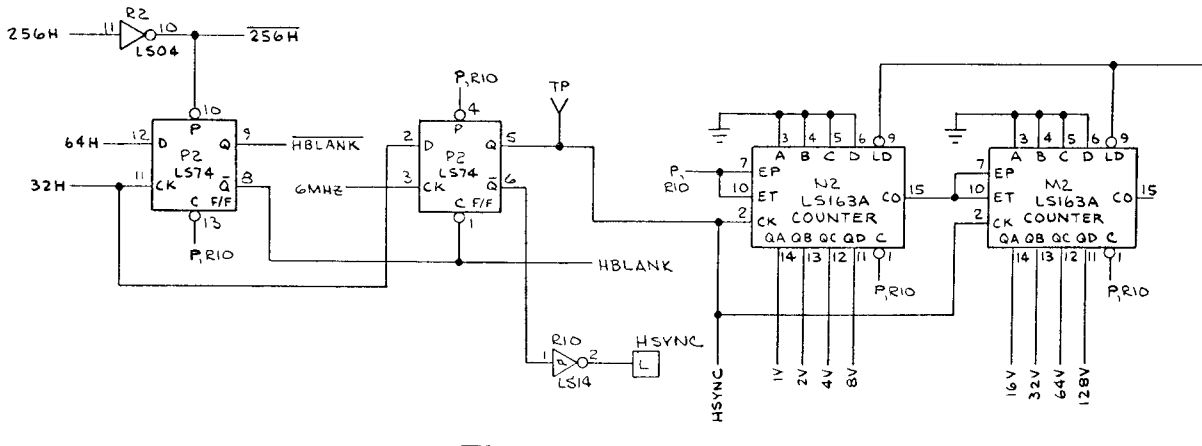 R2
256H 11 10 256H
LS04
P,R10
TP
10
4
P
P
64H 12 D Q 9 HBLANK
2 D Q 5
P2
LS74
P2
LS74
32H 11 CK Q 8
6MHZ 3 CK Q 6
C F/F
C F/F
13
1
P,R10
HBLANK
R10
1 2 HSYNC
L
LS14
3 4 5 6 9
A B C D LD
P,R10
7 EP
10 ET CO 15
2 CK
N2
LS163A
COUNTER
QA QB QC QD C
14 13 12 11 1
P,R10
HSYNC
1V
2V
4V
8V
3 4 5 6 9
A B C D LD
7 EP
10 ET CO 15
2 CK
M2
LS163A
COUNTER
QA QB QC QD C
14 13 12 11 1
P,R10
16V
32V
64V
128V